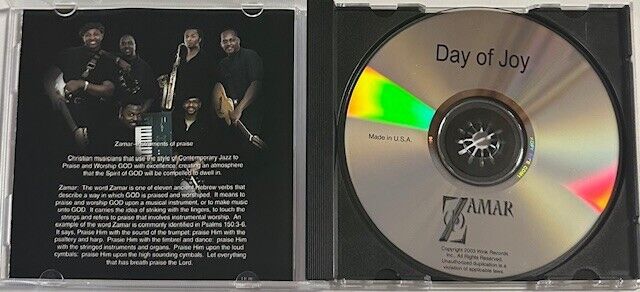 Zamar-Instruments of praise
Christian musicians that use the style of Contemporary Jazz to
Praise and Worship GOD with excellence, creating an atmosphere
that the Spirit of GOD will be compelled to dwell in.
Zamar: The word Zamar is one of eleven ancient Hebrew verbs that
describe a way in which GOD is praised and worshiped. It means to
praise and worship GOD upon a musical instrument, or to make music
unto GOD. It carries the idea of striking with the fingers, to touch the
strings and refers to praise that involves instrumental worship. An
example of the word Zamar is commonly identified in Psalms 150:3-6.
It says, Praise Him with the sound of the trumpet: praise Him with the
psaltery and harp. Praise Him with the timbrel and dance: praise Him
with the stringed instruments and organs. Praise Him upon the loud
cymbals: praise Him upon the high sounding cymbals. Let everything
that has breath praise the Lord.
Day of Joy
Made in U.S.A.
ZAMAR
Copyright 2003 Wink Records
All Rights Reserved.
Unauthorized duplication is a
violation of applicable laws.